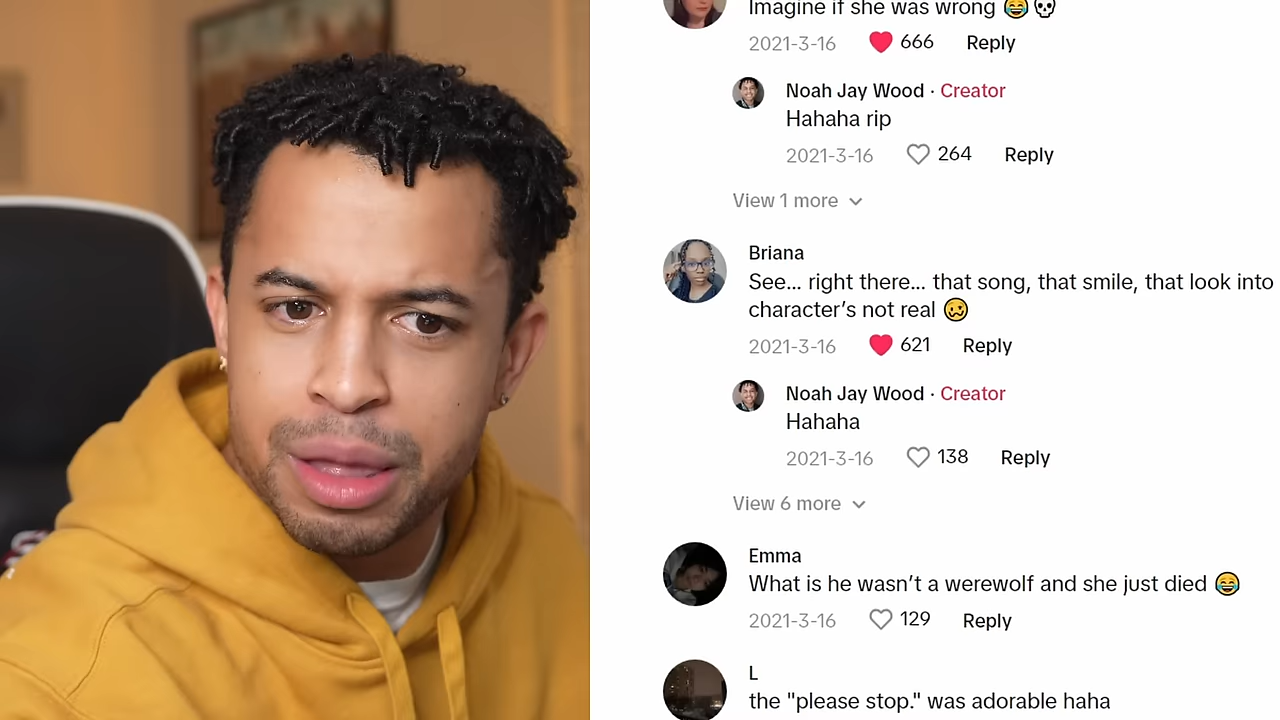 Imagine if she was wrong 😂💀
2021-3-16 666 Reply
Noah Jay Wood · Creator
Hahaha rip
2021-3-16 264 Reply
View 1 more
Briana
See... right there... that song, that smile, that look into
character’s not real 🥴
2021-3-16 621 Reply
Noah Jay Wood · Creator
Hahaha
2021-3-16 138 Reply
View 6 more
Emma
What is he wasn’t a werewolf and she just died 😂
2021-3-16 129 Reply
L
the "please stop." was adorable haha